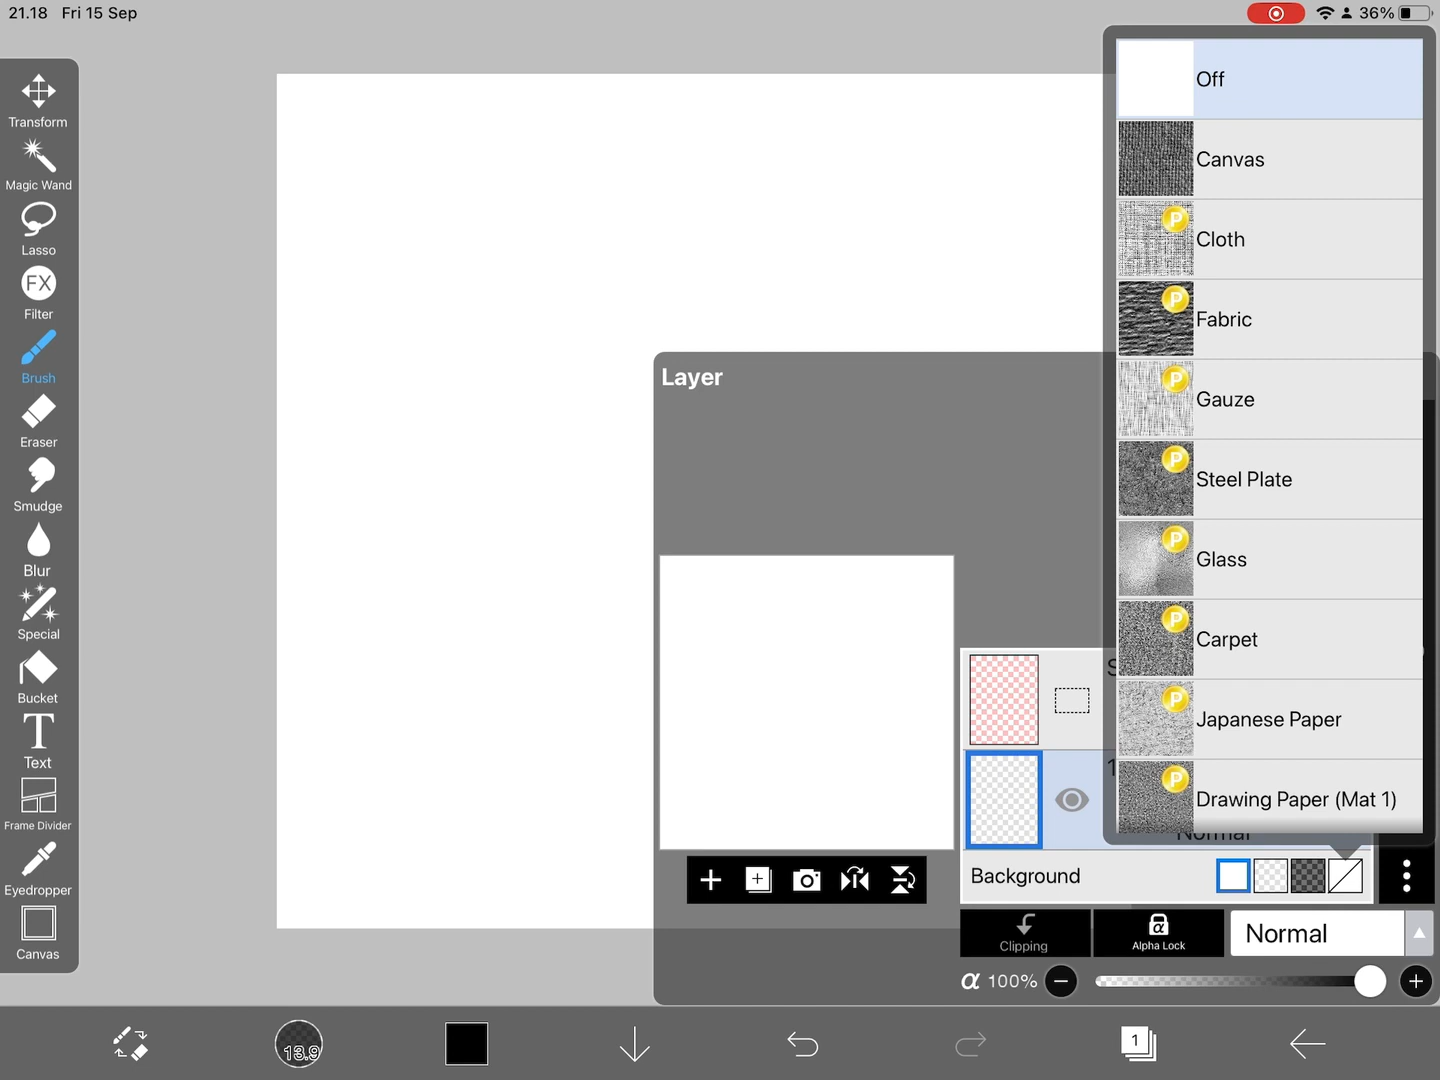 21.18 Fri 15 Sep
36%
Transform
Magic Wand
Lasso
FX
Filter
Brush
Eraser
Smudge
Blur
Special
Bucket
T
Text
Frame Divider
Eyedropper
Canvas
Layer
Off
Canvas
P
Cloth
P
Fabric
P
Gauze
P
Steel Plate
P
Glass
P
Carpet
P
Japanese Paper
P
Drawing Paper (Mat 1)
S
1
Normal
Background
Clipping
α
Alpha Lock
Normal
α 100%
13.9
1